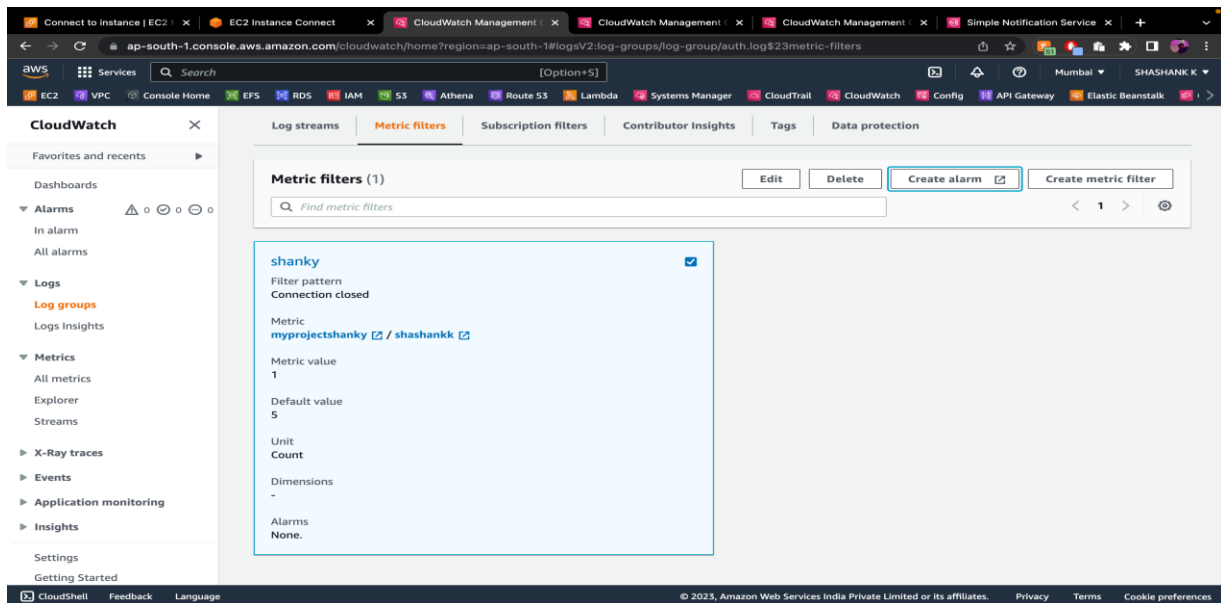 Connect to instance | EC2
EC2 Instance Connect
CloudWatch Management
CloudWatch Management
CloudWatch Management
Simple Notification Service
ap-south-1.console.aws.amazon.com/cloudwatch/home?region=ap-south-1#logsV2:log-groups/log-group/auth.log$23metric-filters
aws Services Search [Option+S] Mumbai SHASHANK K
EC2 VPC Console Home EFS RDS IAM S3 Athena Route 53 Lambda Systems Manager CloudTrail CloudWatch Config API Gateway Elastic Beanstalk
CloudWatch
Favorites and recents
Dashboards
Alarms 0 0 0
In alarm
All alarms
Logs
Log groups
Logs Insights
Metrics
All metrics
Explorer
Streams
X-Ray traces
Events
Application monitoring
Insights
Settings
Getting Started
Log streams Metric filters Subscription filters Contributor Insights Tags Data protection
Metric filters (1) Edit Delete Create alarm Create metric filter
Find metric filters 1
shanky
Filter pattern
Connection closed
Metric
myprojectshanky / shashankk
Metric value
1
Default value
5
Unit
Count
Dimensions
-
Alarms
None.
CloudShell Feedback Language © 2023, Amazon Web Services India Private Limited or its affiliates. Privacy Terms Cookie preferences